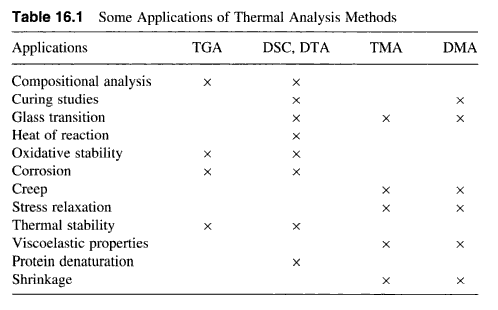 Table 16.1 Some Applications of Thermal Analysis Methods
Applications TGA DSC, DTA TMA DMA
Compositional analysis × ×
Curing studies × ×
Glass transition × × ×
Heat of reaction ×
Oxidative stability × ×
Corrosion × ×
Creep × ×
Stress relaxation × ×
Thermal stability × ×
Viscoelastic properties × ×
Protein denaturation ×
Shrinkage × ×